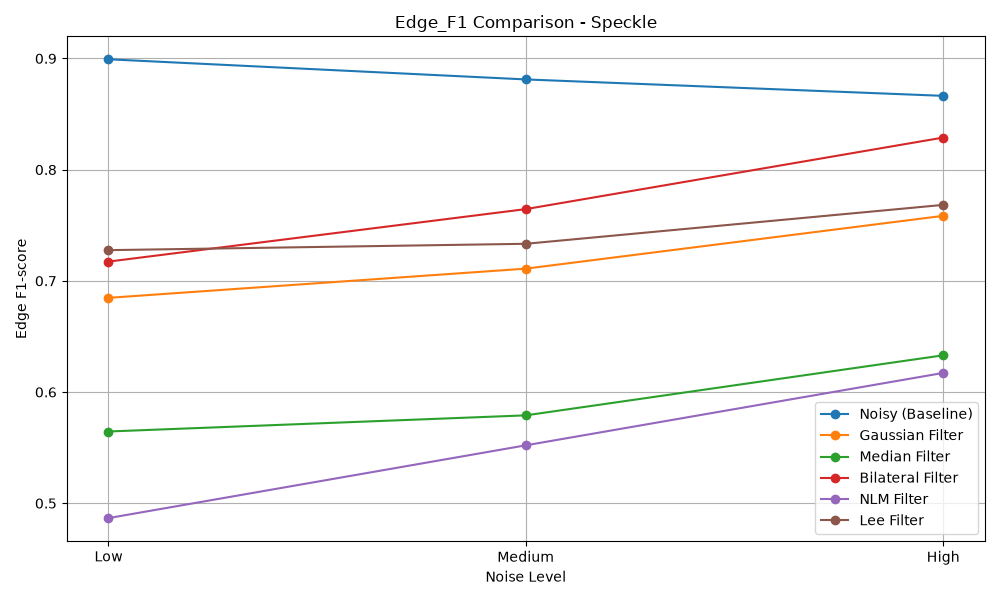 Edge_F1 Comparison - Speckle
Edge F1-score
0.9
0.8
0.7
0.6
0.5
Low
Medium
High
Noise Level
Noisy (Baseline)
Gaussian Filter
Median Filter
Bilateral Filter
NLM Filter
Lee Filter